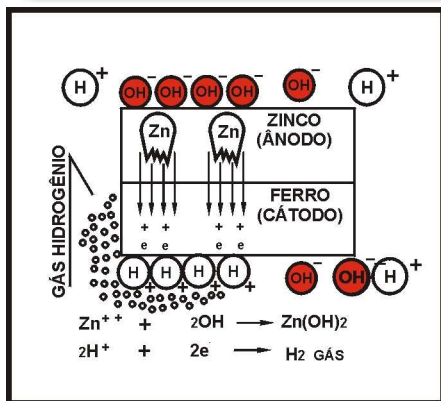 H+ OH- OH- OH- OH- OH- H+
Zn Zn ZINCO
(ÂNODO)
FERRO
(CÁTODO)
+ + + +
e e e e
GÁS HIDROGÊNIO
H+ H+ H+ H+ OH- OH- H+
Zn++ + 2OH → Zn(OH)2
2H+ + 2e → H2 GÁS